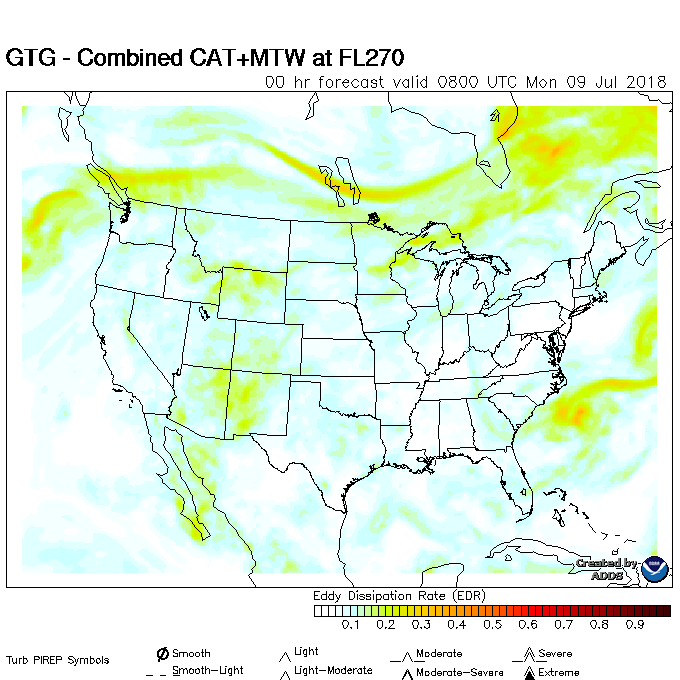 GTG - Combined CAT+MTW at FL270
00 hr forecast valid 0800 UTC Mon 09 Jul 2018
Created by
ADDS
Eddy Dissipation Rate (EDR)
0.1 0.2 0.3 0.4 0.5 0.6 0.7 0.8 0.9
Turb PIREP Symbols
Smooth Light Moderate Severe
Smooth-Light Light-Moderate Moderate-Severe Extreme